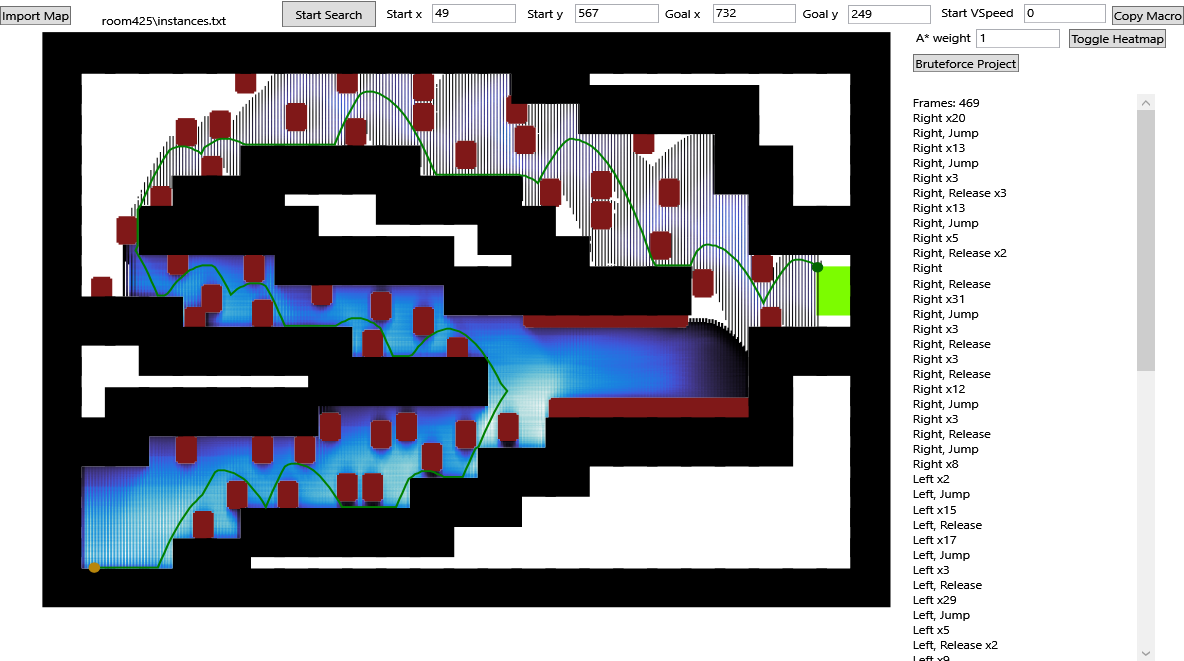 Import Map
room425\instances.txt
Start Search
Start x 49
Start y 567
Goal x 732
Goal y 249
Start VSpeed 0
Copy Macro
A* weight 1
Toggle Heatmap
Bruteforce Project
Frames: 469
Right x20
Right, Jump
Right x13
Right, Jump
Right x3
Right, Release x3
Right x13
Right, Jump
Right x5
Right, Release x2
Right
Right, Release
Right x31
Right, Jump
Right x3
Right, Release
Right x3
Right, Release
Right x12
Right, Jump
Right x3
Right, Release
Right, Jump
Right x8
Left x2
Left, Jump
Left x15
Left, Release
Left x17
Left, Jump
Left x3
Left, Release
Left x29
Left, Jump
Left x5
Left, Release x2
Left x9